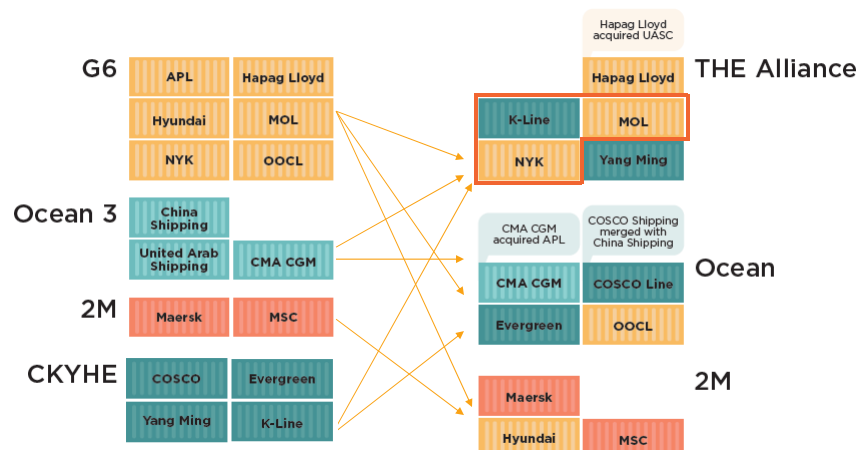 G6
APL
Hapag Lloyd
Hyundai
MOL
NYK
OOCL
Ocean 3
China
Shipping
United Arab
Shipping
CMA CGM
2M
Maersk
MSC
CKYHE
COSCO
Evergreen
Yang Ming
K-Line
Hapag Lloyd
acquired UASC
THE Alliance
Hapag Lloyd
K-Line
MOL
NYK
Yang Ming
CMA CGM
acquired APL
COSCO Shipping
merged with
China Shipping
Ocean
CMA CGM
COSCO Line
Evergreen
OOCL
2M
Maersk
Hyundai
MSC